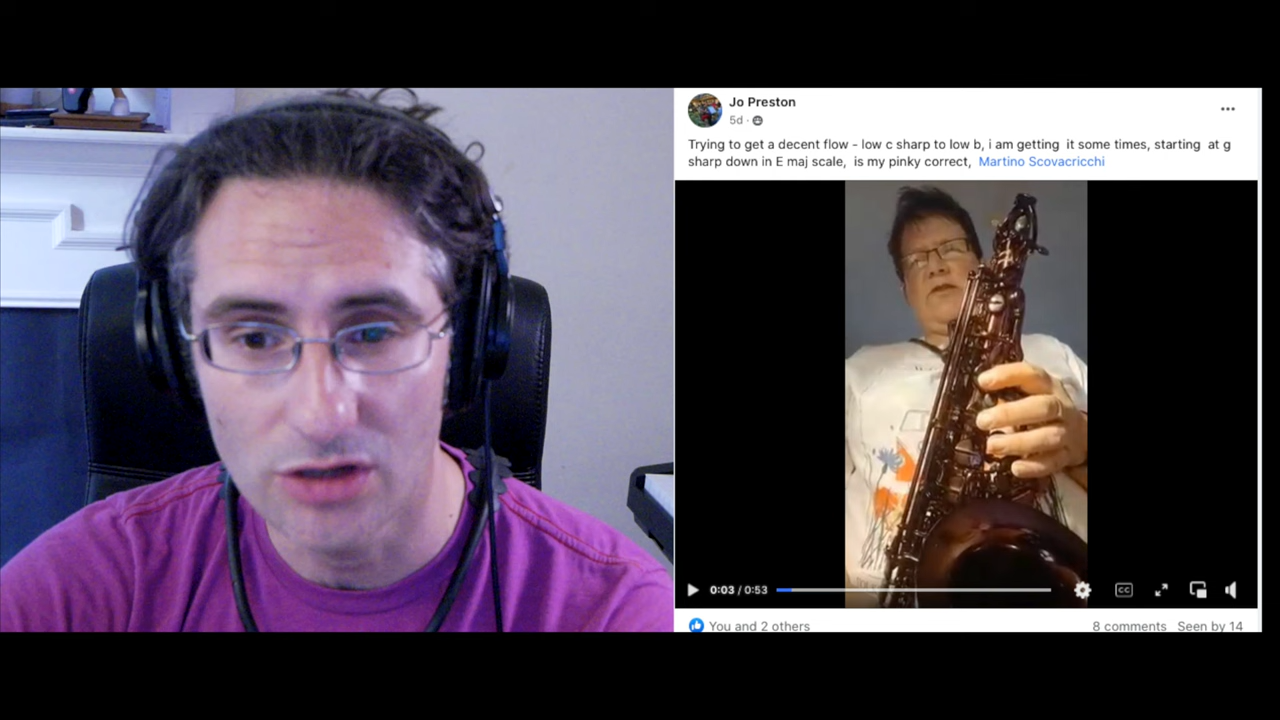 Jo Preston
5d
Trying to get a decent flow - low c sharp to low b, i am getting it some times, starting at g
sharp down in E maj scale, is my pinky correct, Martino Scovacricchi
0:03 / 0:53
CC
You and 2 others 8 comments Seen by 14